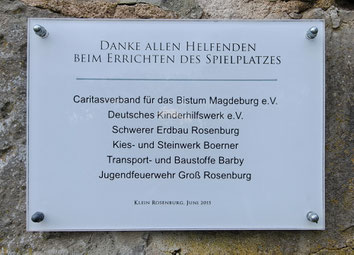 DANKE ALLEN HELFENDEN
BEIM ERRICHTEN DES SPIELPLATZES
Caritasverband für das Bistum Magdeburg e.V.
Deutsches Kinderhilfswerk e.V.
Schwerer Erdbau Rosenburg
Kies- und Steinwerk Boerner
Transport- und Baustoffe Barby
Jugendfeuerwehr Groß Rosenburg
KLEIN ROSENBURG, JUNI 2015